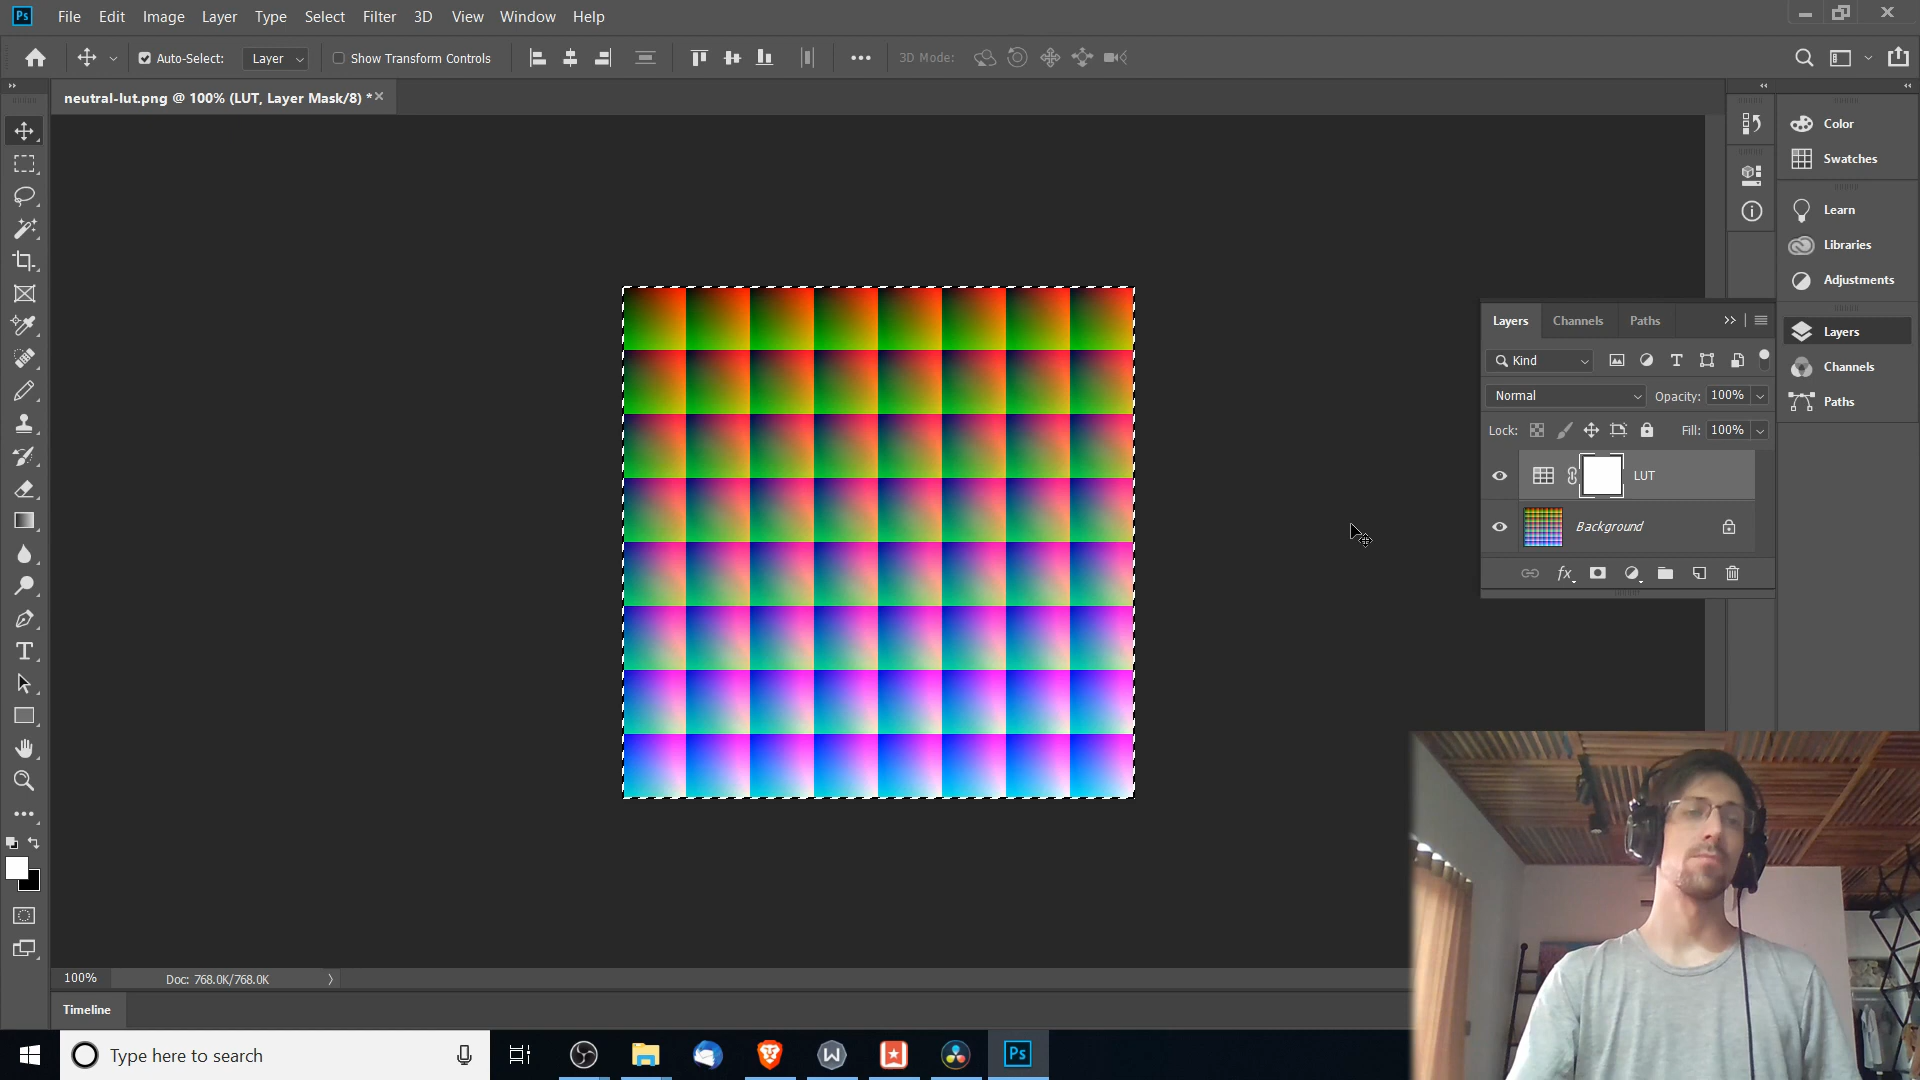 Ps File Edit Image Layer Type Select Filter 3D View Window Help
Auto-Select: Layer Show Transform Controls 3D Mode:
neutral-lut.png @ 100% (LUT, Layer Mask/8) *
Color
Swatches
Learn
Libraries
Adjustments
Layers
Channels
Paths
Layers Channels Paths
Kind
Normal Opacity: 100%
Lock: Fill: 100%
LUT
Background
fx
100% Doc: 768.0K/768.0K
Timeline
Type here to search
W
Ps